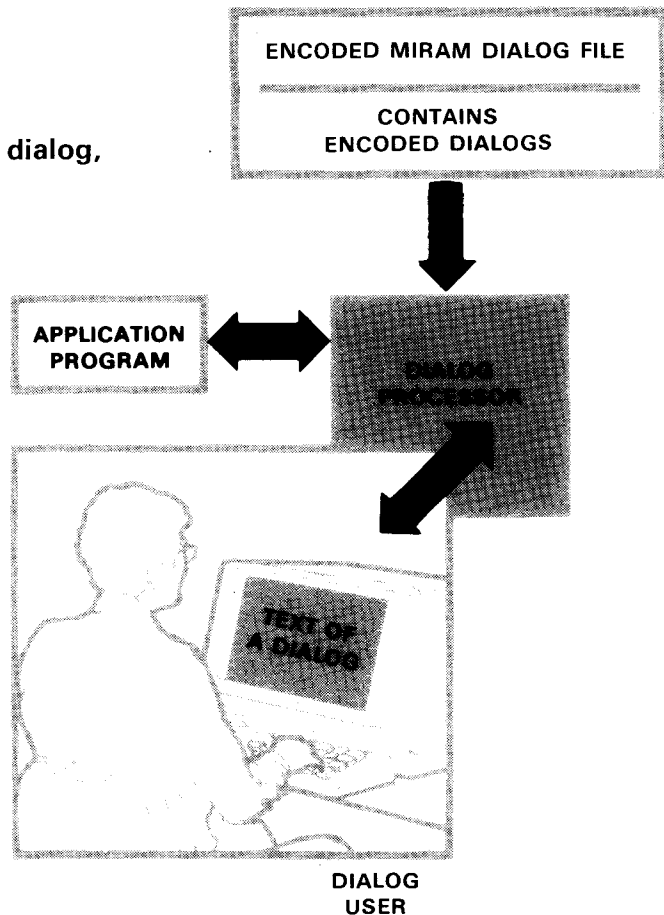 ENCODED MIRAM DIALOG FILE
CONTAINS
ENCODED DIALOGS
dialog,
APPLICATION
PROGRAM
DIALOG
PROCESSOR
TEXT OF
A DIALOG
DIALOG
USER